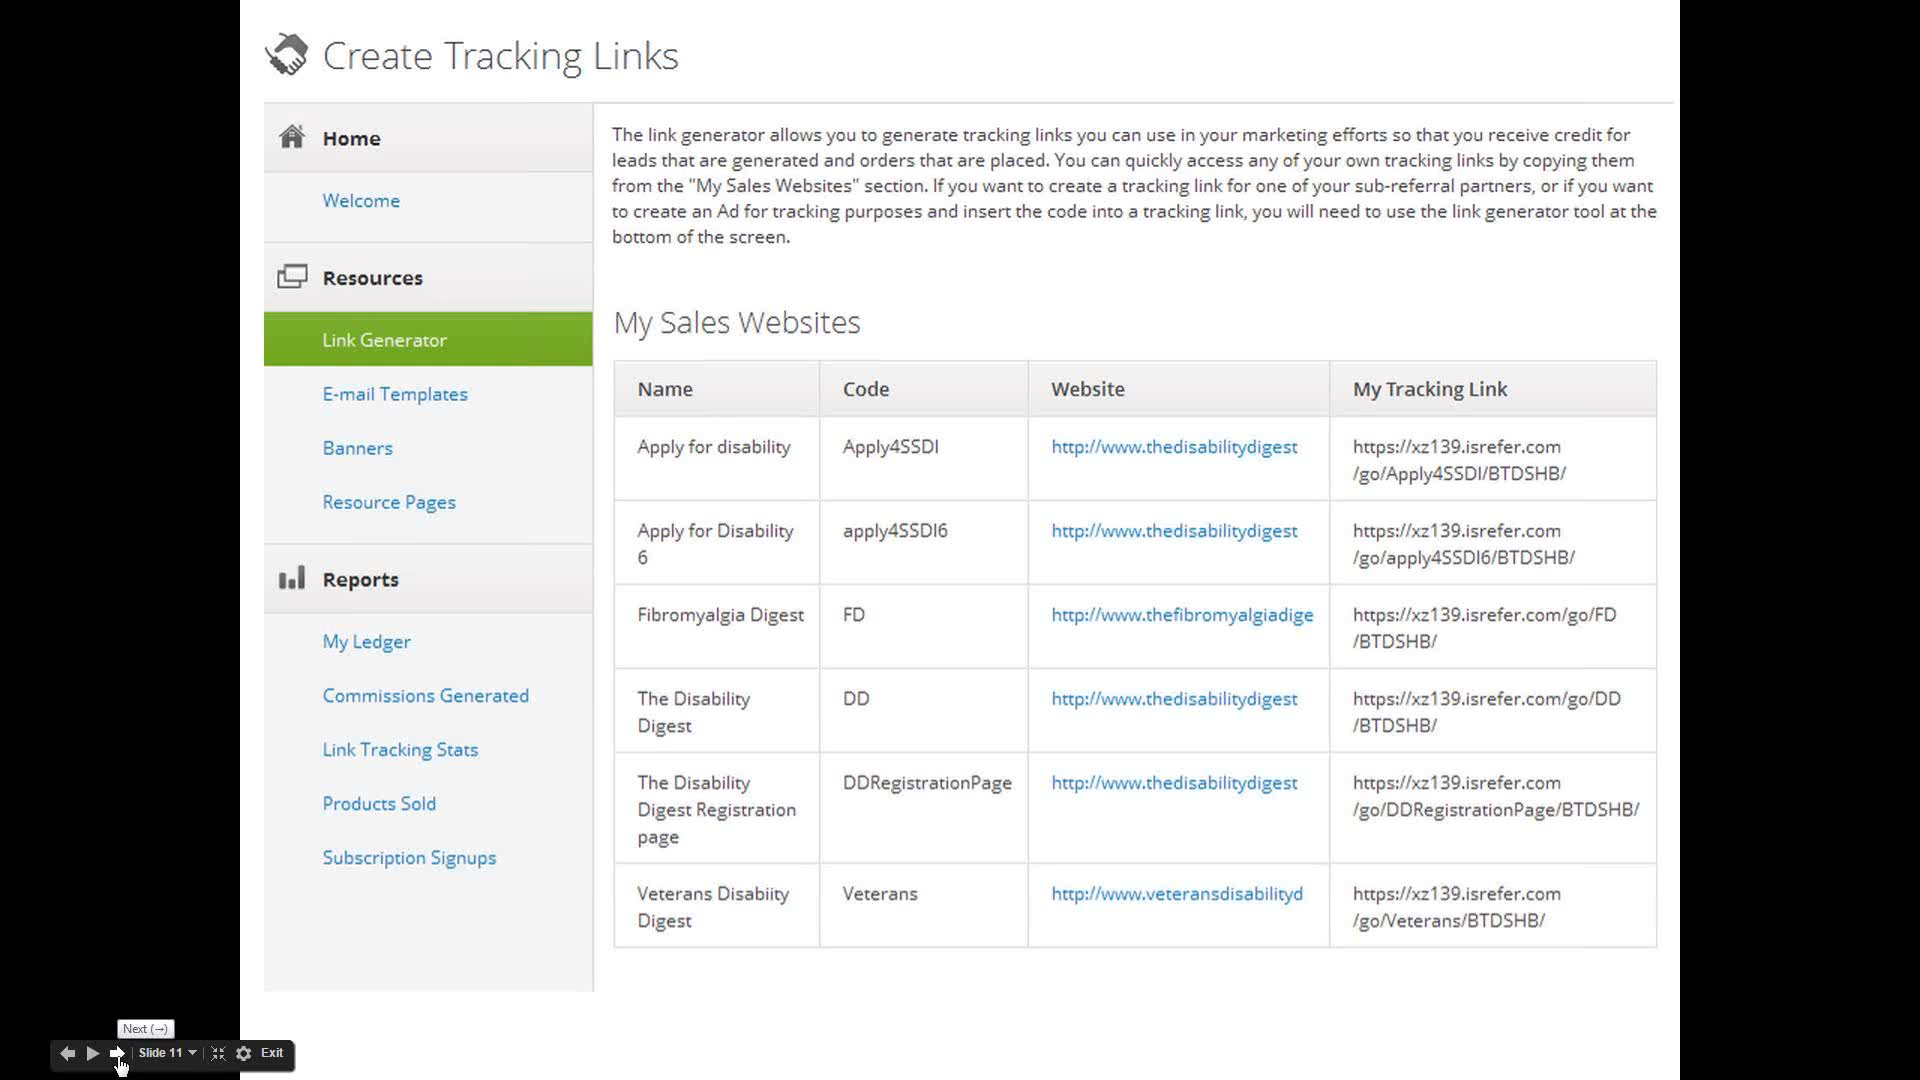 Create Tracking Links
Home
Welcome
Resources
Link Generator
E-mail Templates
Banners
Resource Pages
Reports
My Ledger
Commissions Generated
Link Tracking Stats
Products Sold
Subscription Signups
The link generator allows you to generate tracking links you can use in your marketing efforts so that you receive credit for
leads that are generated and orders that are placed. You can quickly access any of your own tracking links by copying them
from the "My Sales Websites" section. If you want to create a tracking link for one of your sub-referral partners, or if you want
to create an Ad for tracking purposes and insert the code into a tracking link, you will need to use the link generator tool at the
bottom of the screen.
My Sales Websites
Name Code Website My Tracking Link
Apply for disability Apply4SSDI http://www.thedisabilitydigest https://xz139.isrefer.com
/go/Apply4SSDI/BTDSHB/
Apply for Disability apply4SSDI6 http://www.thedisabilitydigest https://xz139.isrefer.com
6 /go/apply4SSDI6/BTDSHB/
Fibromyalgia Digest FD http://www.thefibromyalgiadige https://xz139.isrefer.com/go/FD
/BTDSHB/
The Disability DD http://www.thedisabilitydigest https://xz139.isrefer.com/go/DD
Digest /BTDSHB/
The Disability DDRegistrationPage http://www.thedisabilitydigest https://xz139.isrefer.com
Digest Registration /go/DDRegistrationPage/BTDSHB/
page
Veterans Disabiity Veterans http://www.veteransdisabilityd https://xz139.isrefer.com
Digest /go/Veterans/BTDSHB/
Next (→)
Slide 11 Exit